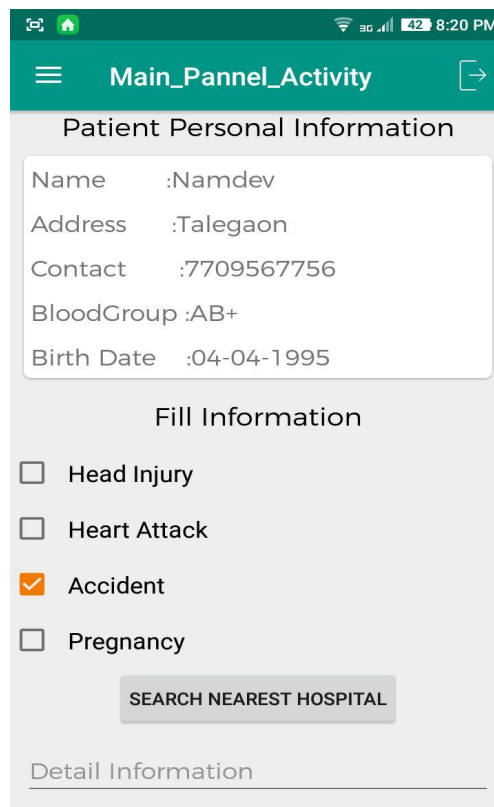 3G 42 8:20 PM
Main_Pannel_Activity
Patient Personal Information
Name :Namdev
Address :Talegaon
Contact :7709567756
BloodGroup :AB+
Birth Date :04-04-1995
Fill Information
Head Injury
Heart Attack
Accident
Pregnancy
SEARCH NEAREST HOSPITAL
Detail Information